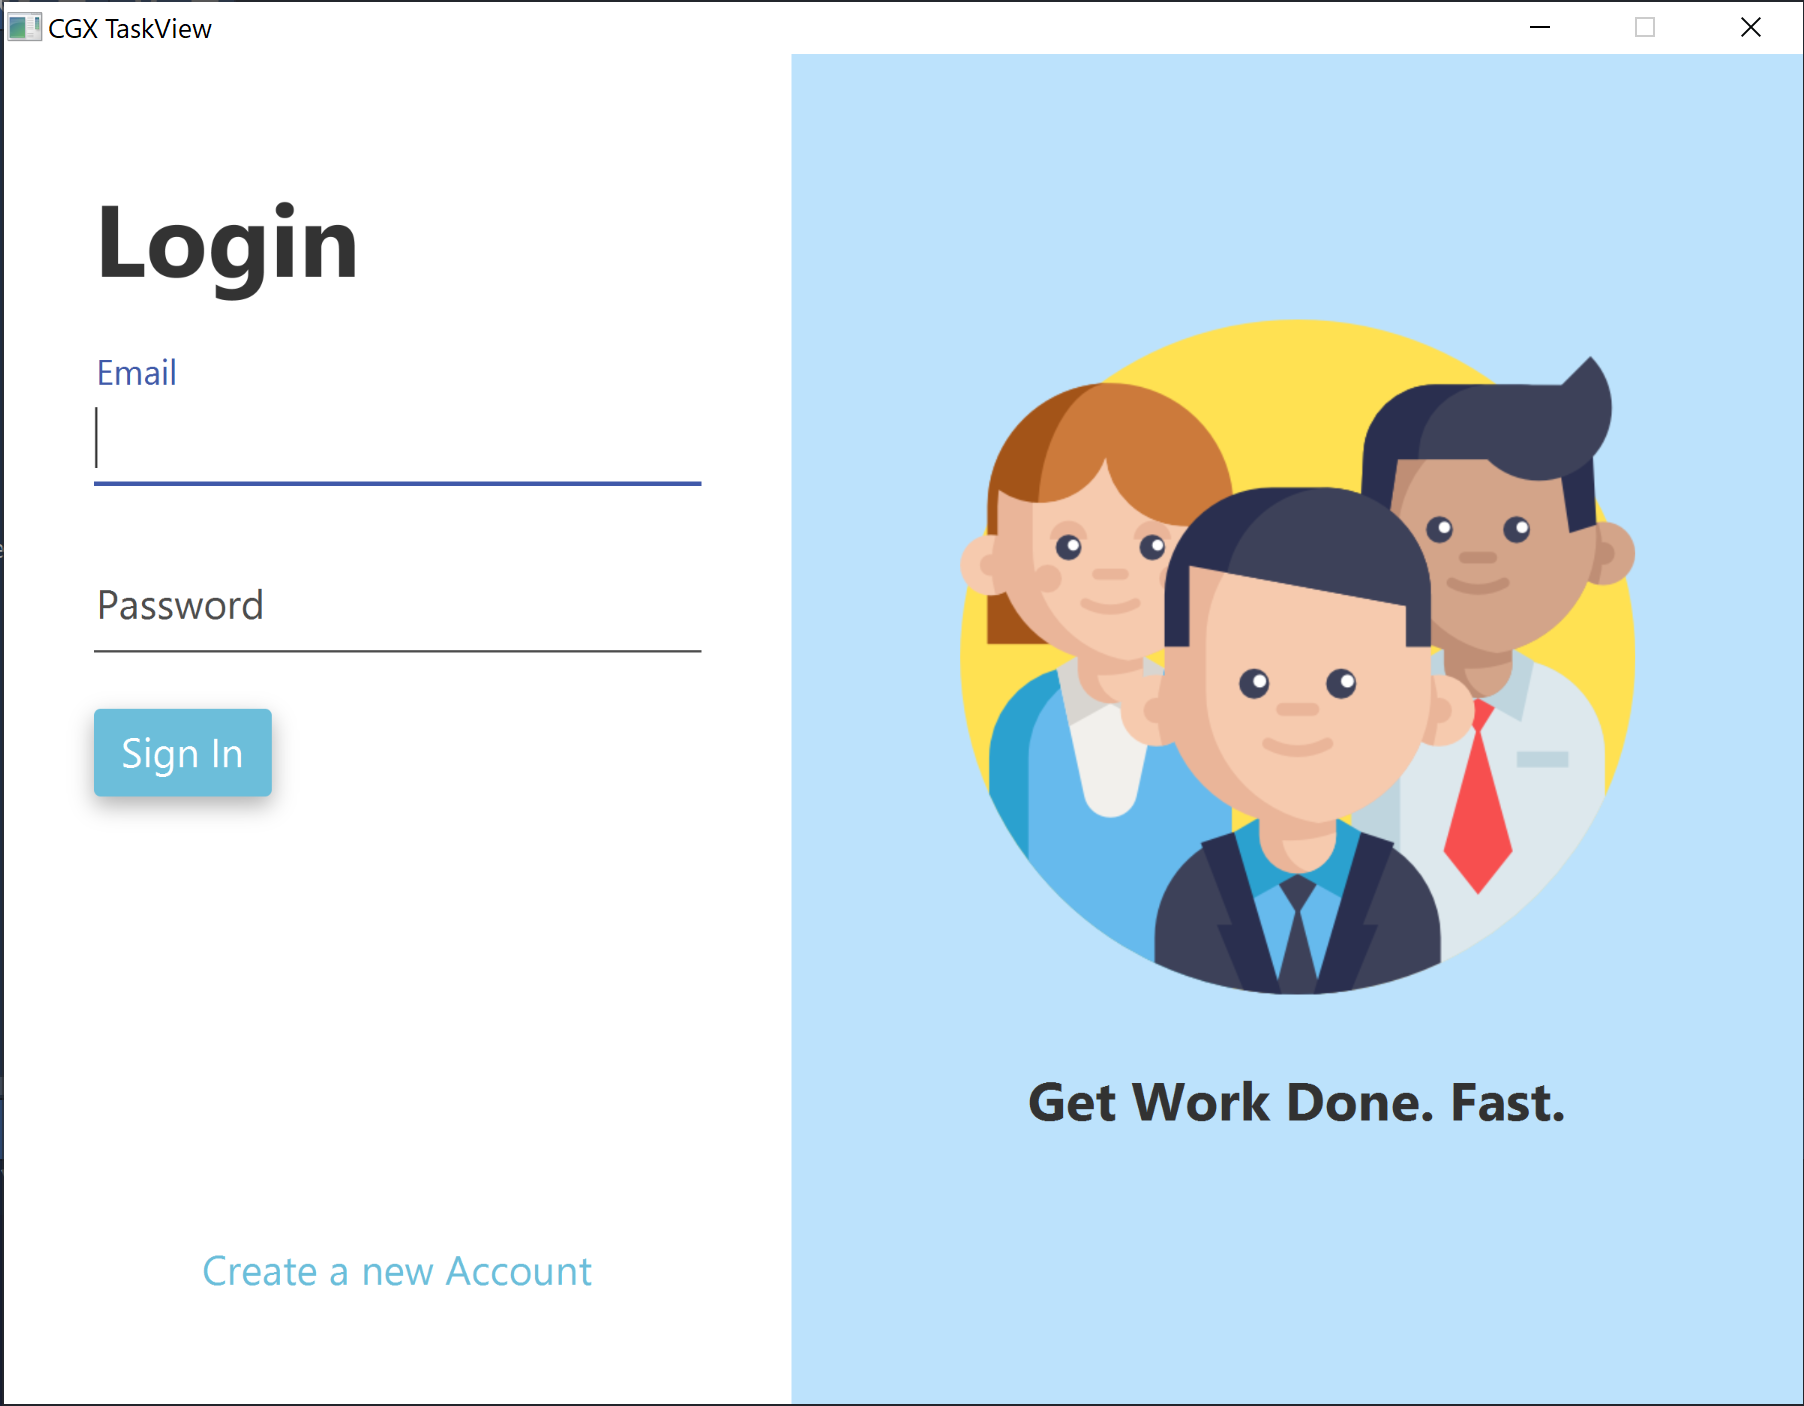 CGX TaskView
Login
Email
Password
Sign In
Create a new Account
Get Work Done. Fast.